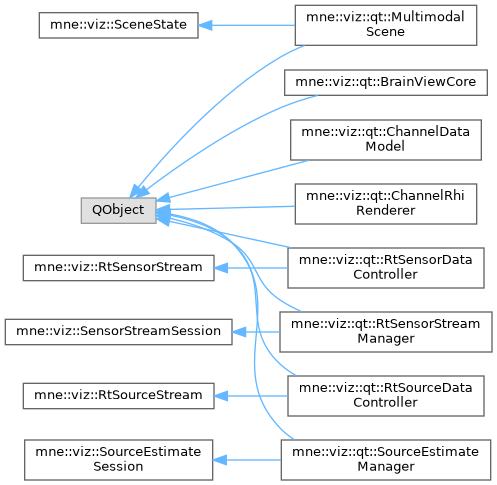 mne::viz::SceneState
mne::viz::qt::Multimodal
Scene
mne::viz::qt::BrainViewCore
mne::viz::qt::ChannelData
Model
mne::viz::qt::ChannelRhi
Renderer
QObject
mne::viz::qt::RtSensorData
Controller
mne::viz::RtSensorStream
mne::viz::qt::RtSensorStream
Manager
mne::viz::SensorStreamSession
mne::viz::qt::RtSourceData
Controller
mne::viz::RtSourceStream
mne::viz::qt::SourceEstimate
Manager
mne::viz::SourceEstimate
Session